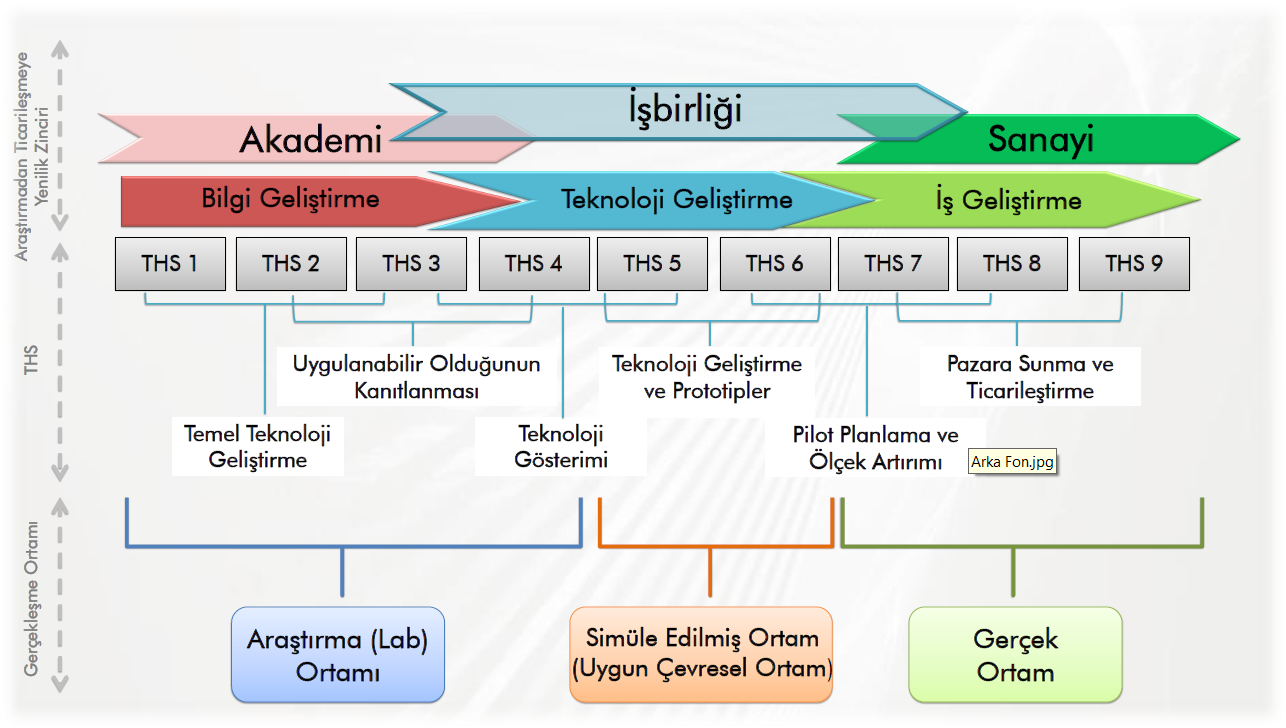 Araştırmadan Ticarileşmeye
Yenilik Zinciri
İşbirliği
Akademi
Sanayi
Bilgi Geliştirme
Teknoloji Geliştirme
İş Geliştirme
THS 1
THS 2
THS 3
THS 4
THS 5
THS 6
THS 7
THS 8
THS 9
THS
Uygulanabilir Olduğunun
Kanıtlanması
Teknoloji Geliştirme
ve Prototipler
Pazara Sunma ve
Ticarileştirme
Temel Teknoloji
Geliştirme
Teknoloji
Gösterimi
Pilot Planlama ve
Ölçek Artırımı
Arka Fon.jpg
Gerçekleşme Ortamı
Araştırma (Lab)
Ortamı
Simüle Edilmiş Ortam
(Uygun Çevresel Ortam)
Gerçek
Ortam